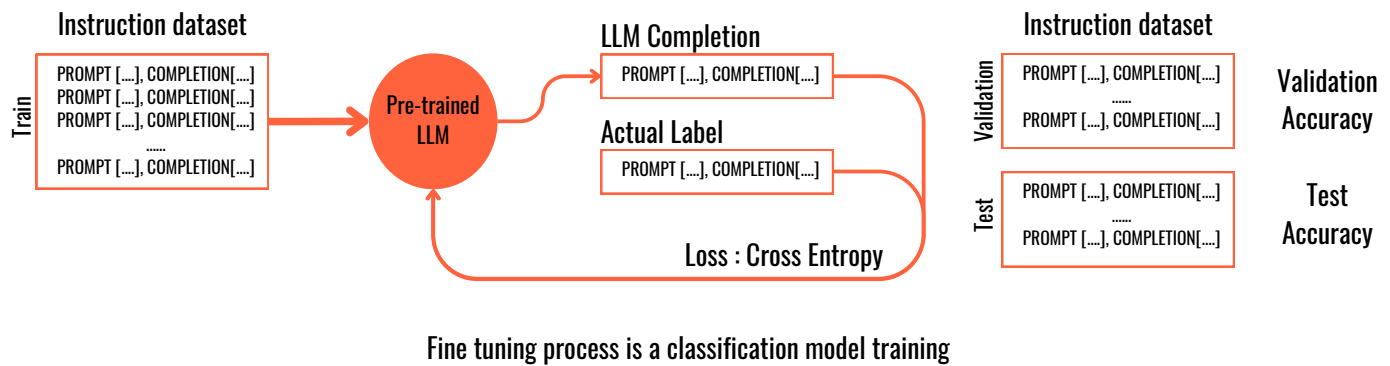 Instruction dataset
Train
PROMPT [....], COMPLETION[....]
PROMPT [....], COMPLETION[....]
PROMPT [....], COMPLETION[....]
......
PROMPT [....], COMPLETION[....]
Pre-trained
LLM
LLM Completion
PROMPT [....], COMPLETION[....]
Actual Label
PROMPT [....], COMPLETION[....]
Loss : Cross Entropy
Instruction dataset
Validation
PROMPT [....], COMPLETION[....]
......
PROMPT [....], COMPLETION[....]
Validation
Accuracy
Test
PROMPT [....], COMPLETION[....]
......
PROMPT [....], COMPLETION[....]
Test
Accuracy
Fine tuning process is a classification model training